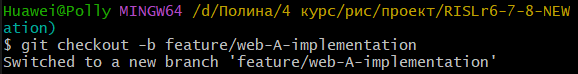 Huawei@Polly MINGW64 /d/Полина/4 курс/рис/проект/RISLr6-7-8-NEW
ation)
$ git checkout -b feature/web-A-implementation
Switched to a new branch 'feature/web-A-implementation'